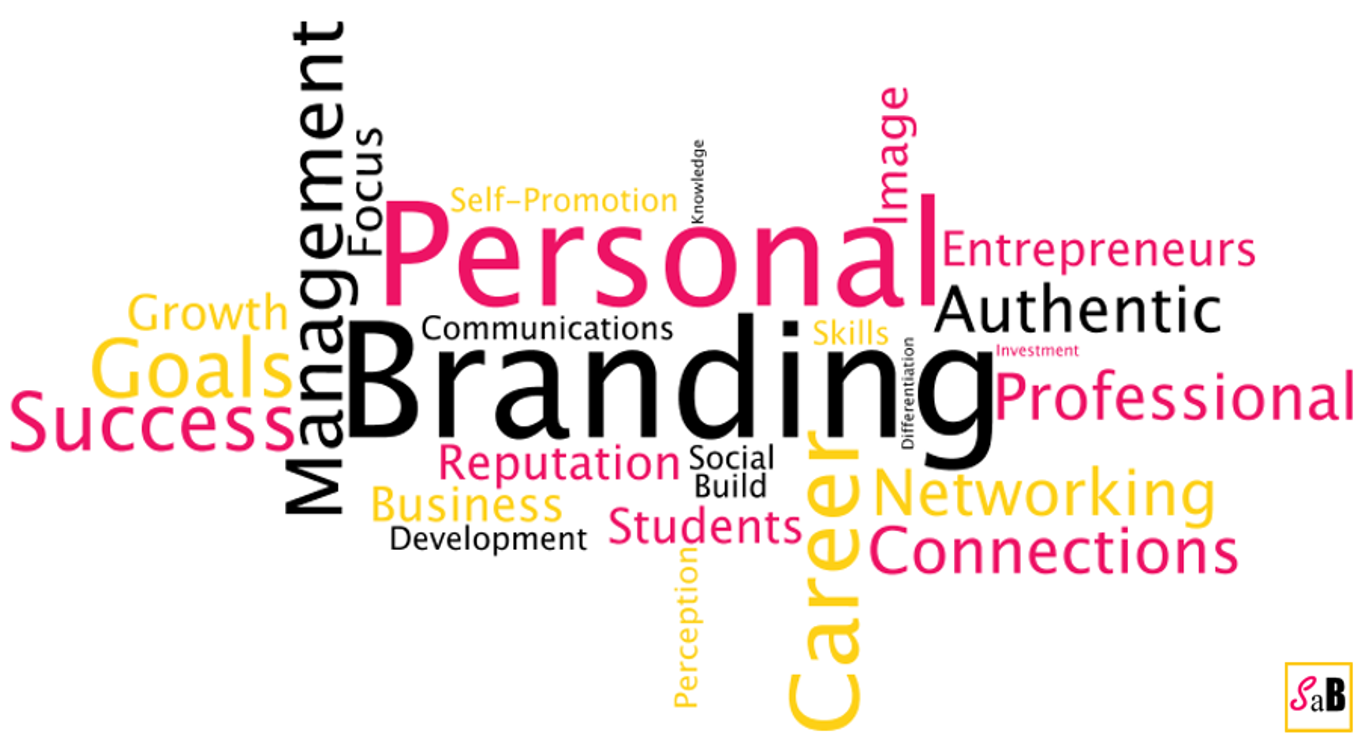 Management
Focus
Self-Promotion
Knowledge
Image
Personal
Entrepreneurs
Growth
Communications
Skills
Authentic
Goals
Branding
Differentiation
Investment
Success
Professional
Reputation
Social
Build
Business
Career
Networking
Development
Students
Connections
Perception
SaB